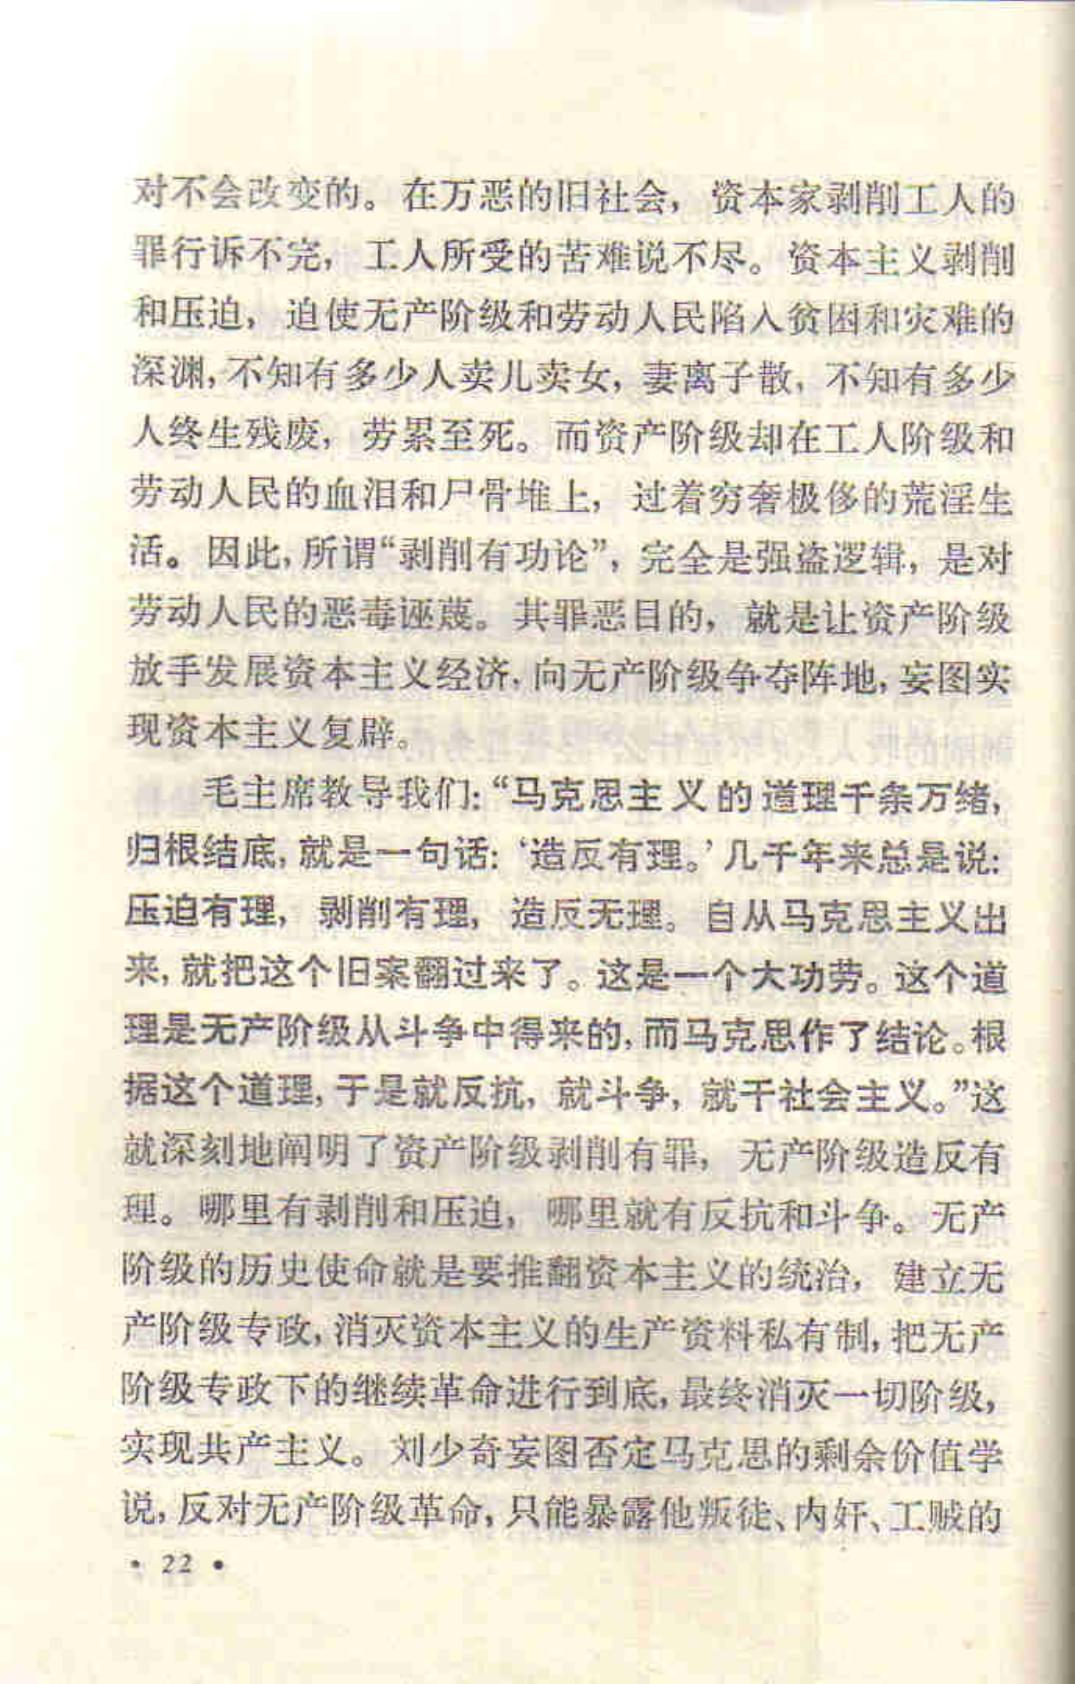 对不会改变的。在万恶的旧社会，资本家剥削工人的
罪行诉不完，工人所受的苦难说不尽。资本主义剥削
和压迫，迫使无产阶级和劳动人民陷入贫困和灾难的
深渊，不知有多少人卖儿卖女，妻离子散，不知有多少
人终生残废，劳累至死。而资产阶级却在工人阶级和
劳动人民的血泪和尸骨堆上，过着穷奢极侈的荒淫生
活。因此，所谓“剥削有功论”，完全是强盗逻辑，是对
劳动人民的恶毒诬蔑。其罪恶目的，就是让资产阶级
放手发展资本主义经济，向无产阶级争夺阵地，妄图实
现资本主义复辟。
毛主席教导我们：“马克思主义的道理千条万绪，
归根结底，就是一句话：‘造反有理。’几千年来总是说：
压迫有理，剥削有理，造反无理。自从马克思主义出
来，就把这个旧案翻过来了。这是一个大功劳。这个道
理是无产阶级从斗争中得来的，而马克思作了结论。根
据这个道理，于是就反抗，就斗争，就干社会主义。”这
就深刻地阐明了资产阶级剥削有罪，无产阶级造反有
理。哪里有剥削和压迫，哪里就有反抗和斗争。无产
阶级的历史使命就是要推翻资本主义的统治，建立无
产阶级专政，消灭资本主义的生产资料私有制，把无产
阶级专政下的继续革命进行到底，最终消灭一切阶级，
实现共产主义。刘少奇妄图否定马克思的剩余价值学
说，反对无产阶级革命，只能暴露他叛徒、内奸、工贼的
• 22 •